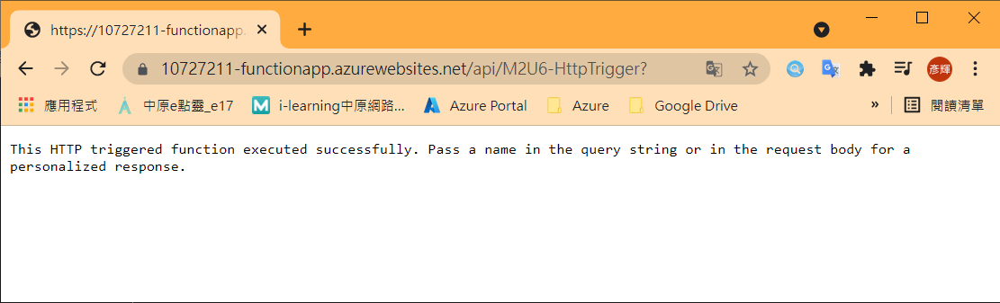 https://10727211-functionapp.
10727211-functionapp.azurewebsites.net/api/M2U6-HttpTrigger?
彥輝
應用程式 中原e點靈_e17 i-learning中原網路... Azure Portal Azure Google Drive » 閱讀清單
This HTTP triggered function executed successfully. Pass a name in the query string or in the request body for a
personalized response.